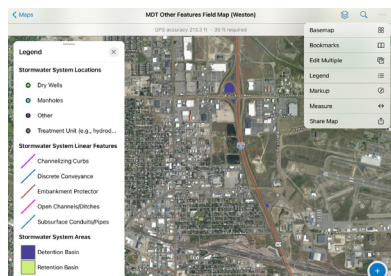 Maps
MDT Other Features Field Map (Weston)
GPS accuracy 213.3 ft · 30 ft required
Basemap
Bookmarks
Edit Multiple
Legend
Markup
Measure
Share Map
Legend
Stormwater System Locations
Dry Wells
Manholes
Other
Treatment Unit (e.g., hydrod...
Stormwater System Linear Features
Channelizing Curbs
Discrete Conveyance
Embankment Protector
Open Channels/Ditches
Subsurface Conduits/Pipes
Stormwater System Areas
Detention Basin
Retention Basin